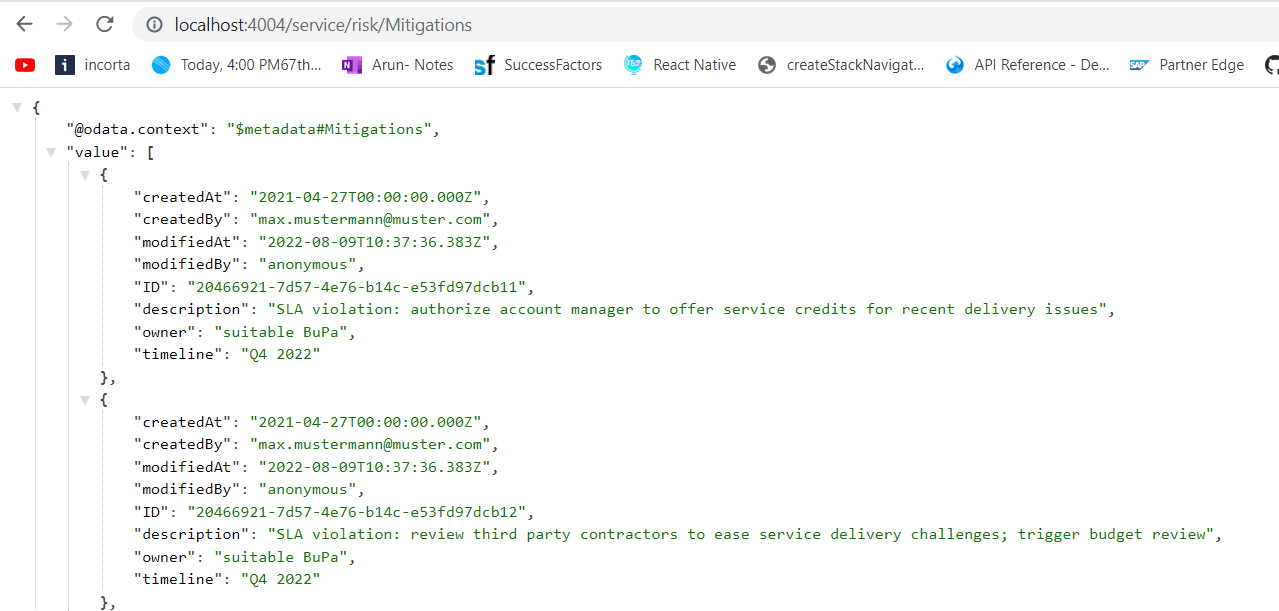 localhost:4004/service/risk/Mitigations
i incorta Today, 4:00 PM67th... N Arun- Notes sf SuccessFactors React Native createStackNavigat... API Reference - De... SAP Partner Edge
{
"@odata.context": "$metadata#Mitigations",
"value": [
{
"createdAt": "2021-04-27T00:00:00.000Z",
"createdBy": "max.mustermann@muster.com",
"modifiedAt": "2022-08-09T10:37:36.383Z",
"modifiedBy": "anonymous",
"ID": "20466921-7d57-4e76-b14c-e53fd97dcb11",
"description": "SLA violation: authorize account manager to offer service credits for recent delivery issues",
"owner": "suitable BuPa",
"timeline": "Q4 2022"
},
{
"createdAt": "2021-04-27T00:00:00.000Z",
"createdBy": "max.mustermann@muster.com",
"modifiedAt": "2022-08-09T10:37:36.383Z",
"modifiedBy": "anonymous",
"ID": "20466921-7d57-4e76-b14c-e53fd97dcb12",
"description": "SLA violation: review third party contractors to ease service delivery challenges; trigger budget review",
"owner": "suitable BuPa",
"timeline": "Q4 2022"
},